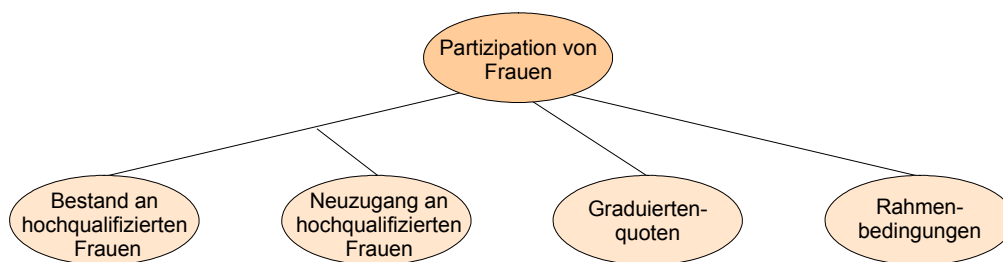 Partizipation von
Frauen
Bestand an
hochqualifizierten
Frauen
Neuzugang an
hochqualifizierten
Frauen
Graduierten-
quoten
Rahmen-
bedingungen